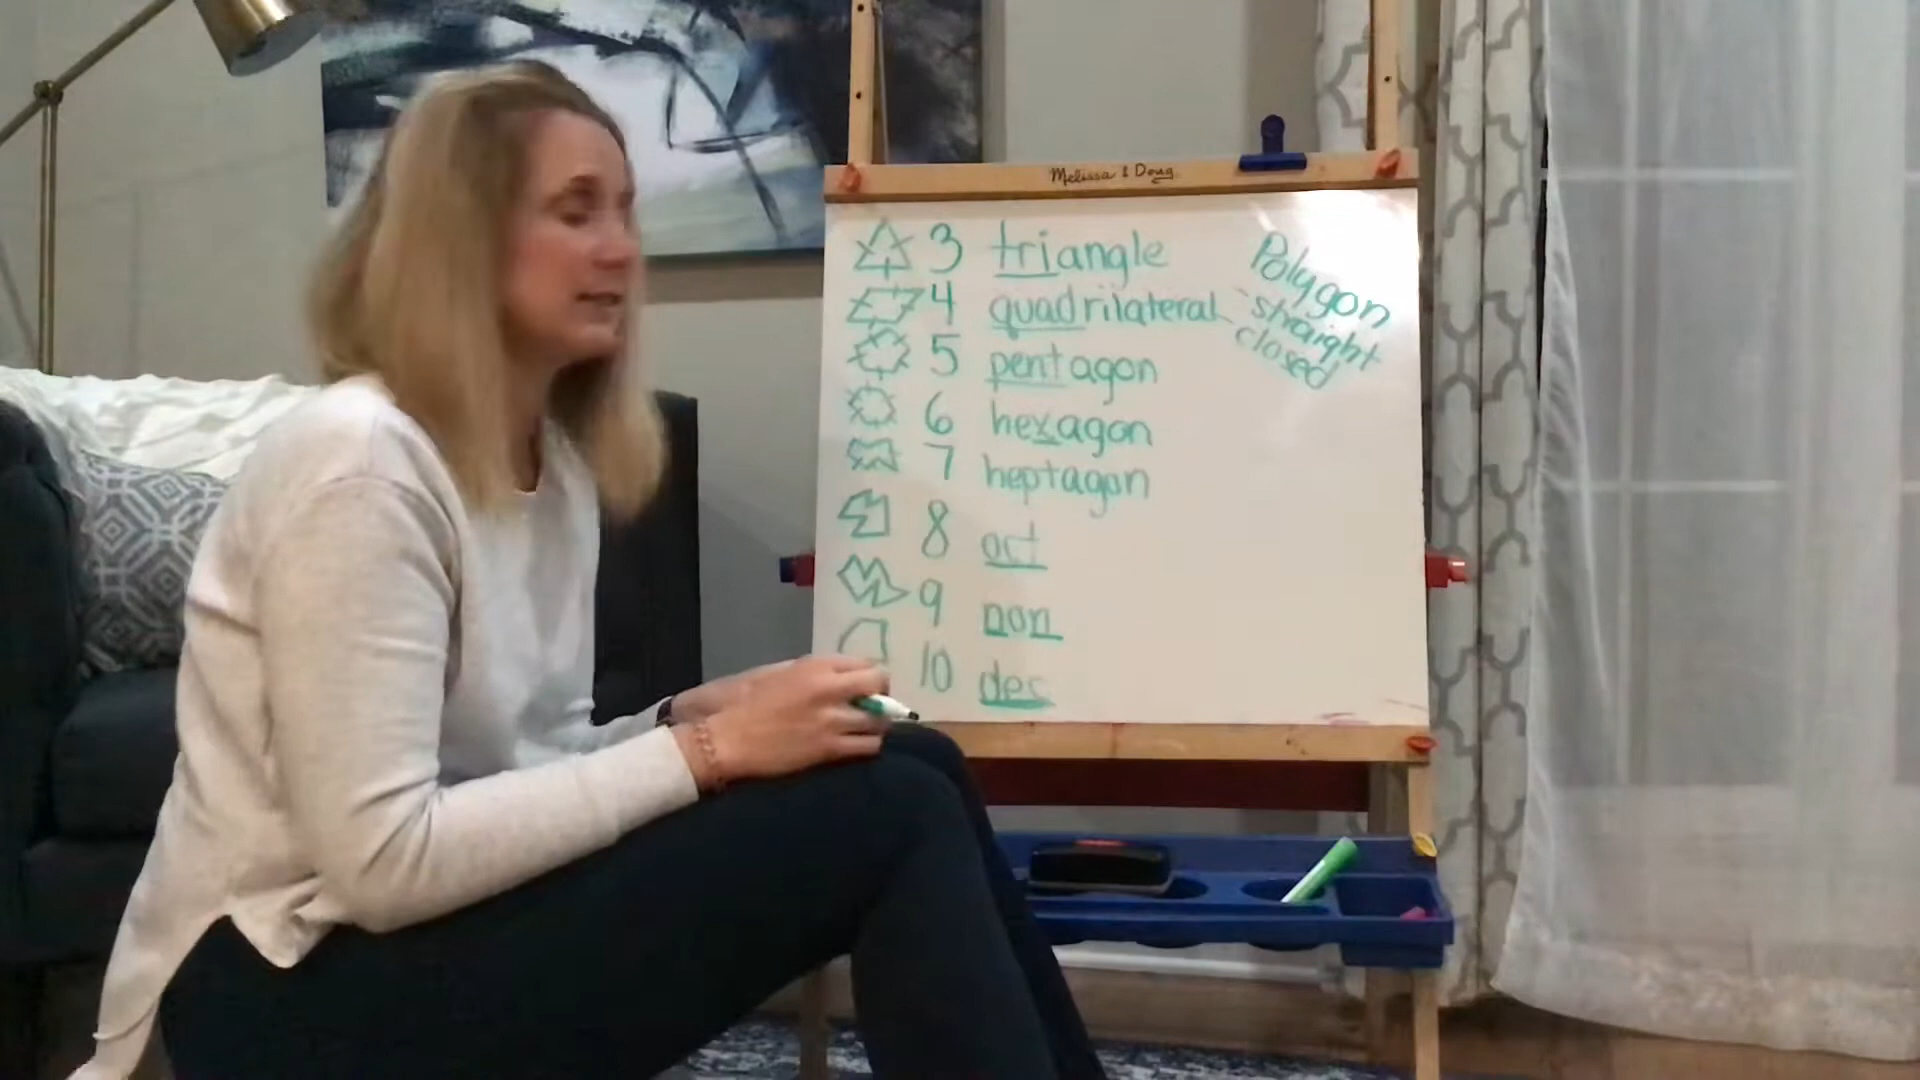 Melissa & Doug
3 triangle
4 quadrilateral
5 pentagon
6 hexagon
7 heptagon
8 oct
9 non
10 dec
Polygon
- straight
- closed